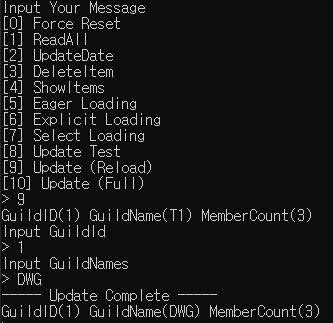 Input Your Message
[0] Force Reset
[1] ReadAll
[2] UpdateDate
[3] DeleteItem
[4] ShowItems
[5] Eager Loading
[6] Explicit Loading
[7] Select Loading
[8] Update Test
[9] Update (Reload)
[10] Update (Full)
> 9
GuildID(1) GuildName(T1) MemberCount(3)
Input GuildId
> 1
Input GuildNames
> DWG
----- Update Complete -----
GuildID(1) GuildName(DWG) MemberCount(3)